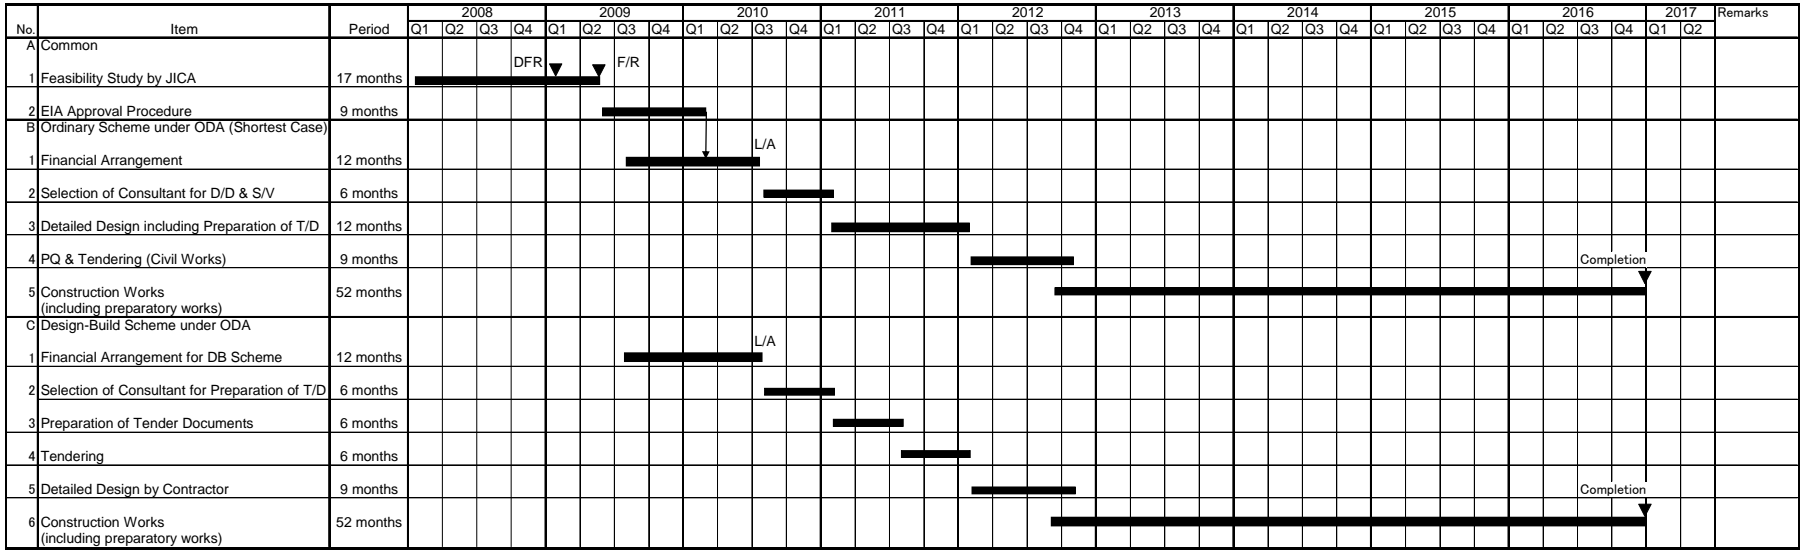 2008 2009 2010 2011 2012 2013 2014 2015 2016 2017 Remarks
No. Item Period Q1 Q2 Q3 Q4 Q1 Q2 Q3 Q4 Q1 Q2 Q3 Q4 Q1 Q2 Q3 Q4 Q1 Q2 Q3 Q4 Q1 Q2 Q3 Q4 Q1 Q2 Q3 Q4 Q1 Q2 Q3 Q4 Q1 Q2 Q3 Q4 Q1 Q2
A Common
DFR F/R
1 Feasibility Study by JICA 17 months
2 EIA Approval Procedure 9 months
B Ordinary Scheme under ODA (Shortest Case)
L/A
1 Financial Arrangement 12 months
2 Selection of Consultant for D/D & S/V 6 months
3 Detailed Design including Preparation of T/D 12 months
4 PQ & Tendering (Civil Works) 9 months Completion
5 Construction Works 52 months
(including preparatory works)
C Design-Build Scheme under ODA
L/A
1 Financial Arrangement for DB Scheme 12 months
2 Selection of Consultant for Preparation of T/D 6 months
3 Preparation of Tender Documents 6 months
4 Tendering 6 months
5 Detailed Design by Contractor 9 months Completion
6 Construction Works 52 months
(including preparatory works)